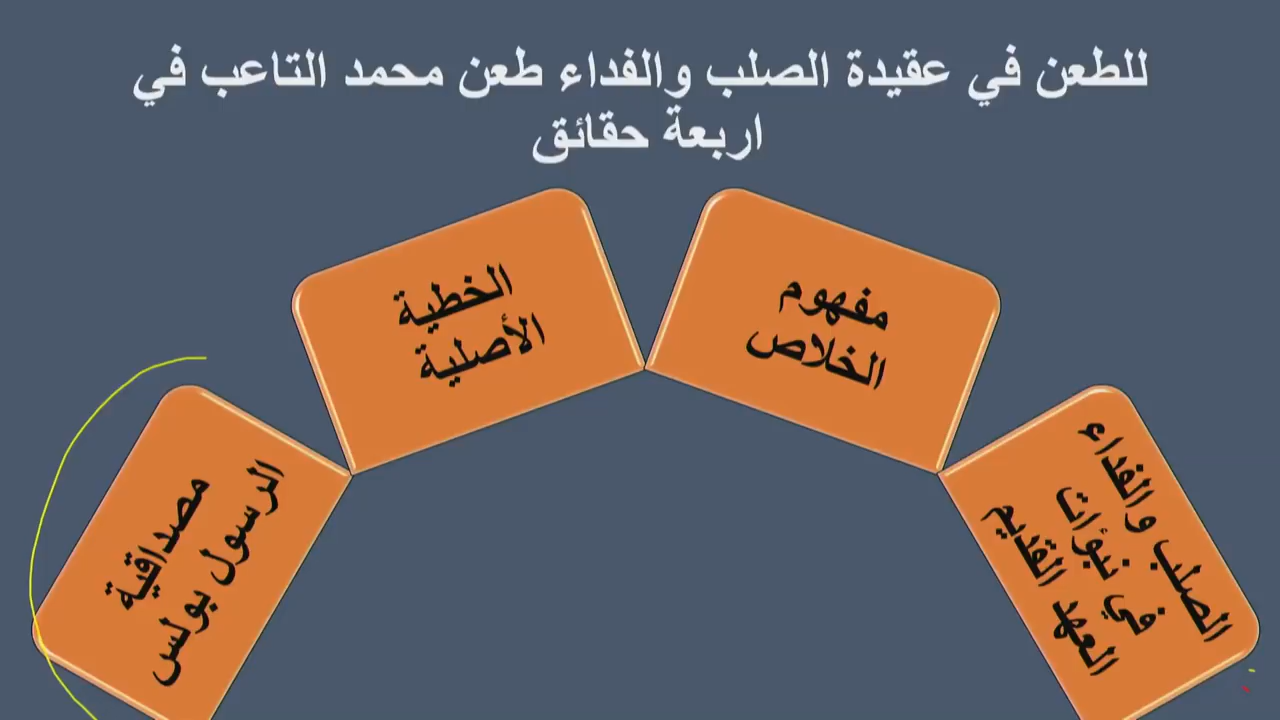 للطعن في عقيدة الصلب والفداء طعن محمد التاعب في
اربعة حقائق
مصداقية
الرسول بولس
الخطية
الأصلية
مفهوم
الخلاص
الصلب والفداء
في نبؤات
العهد القديم